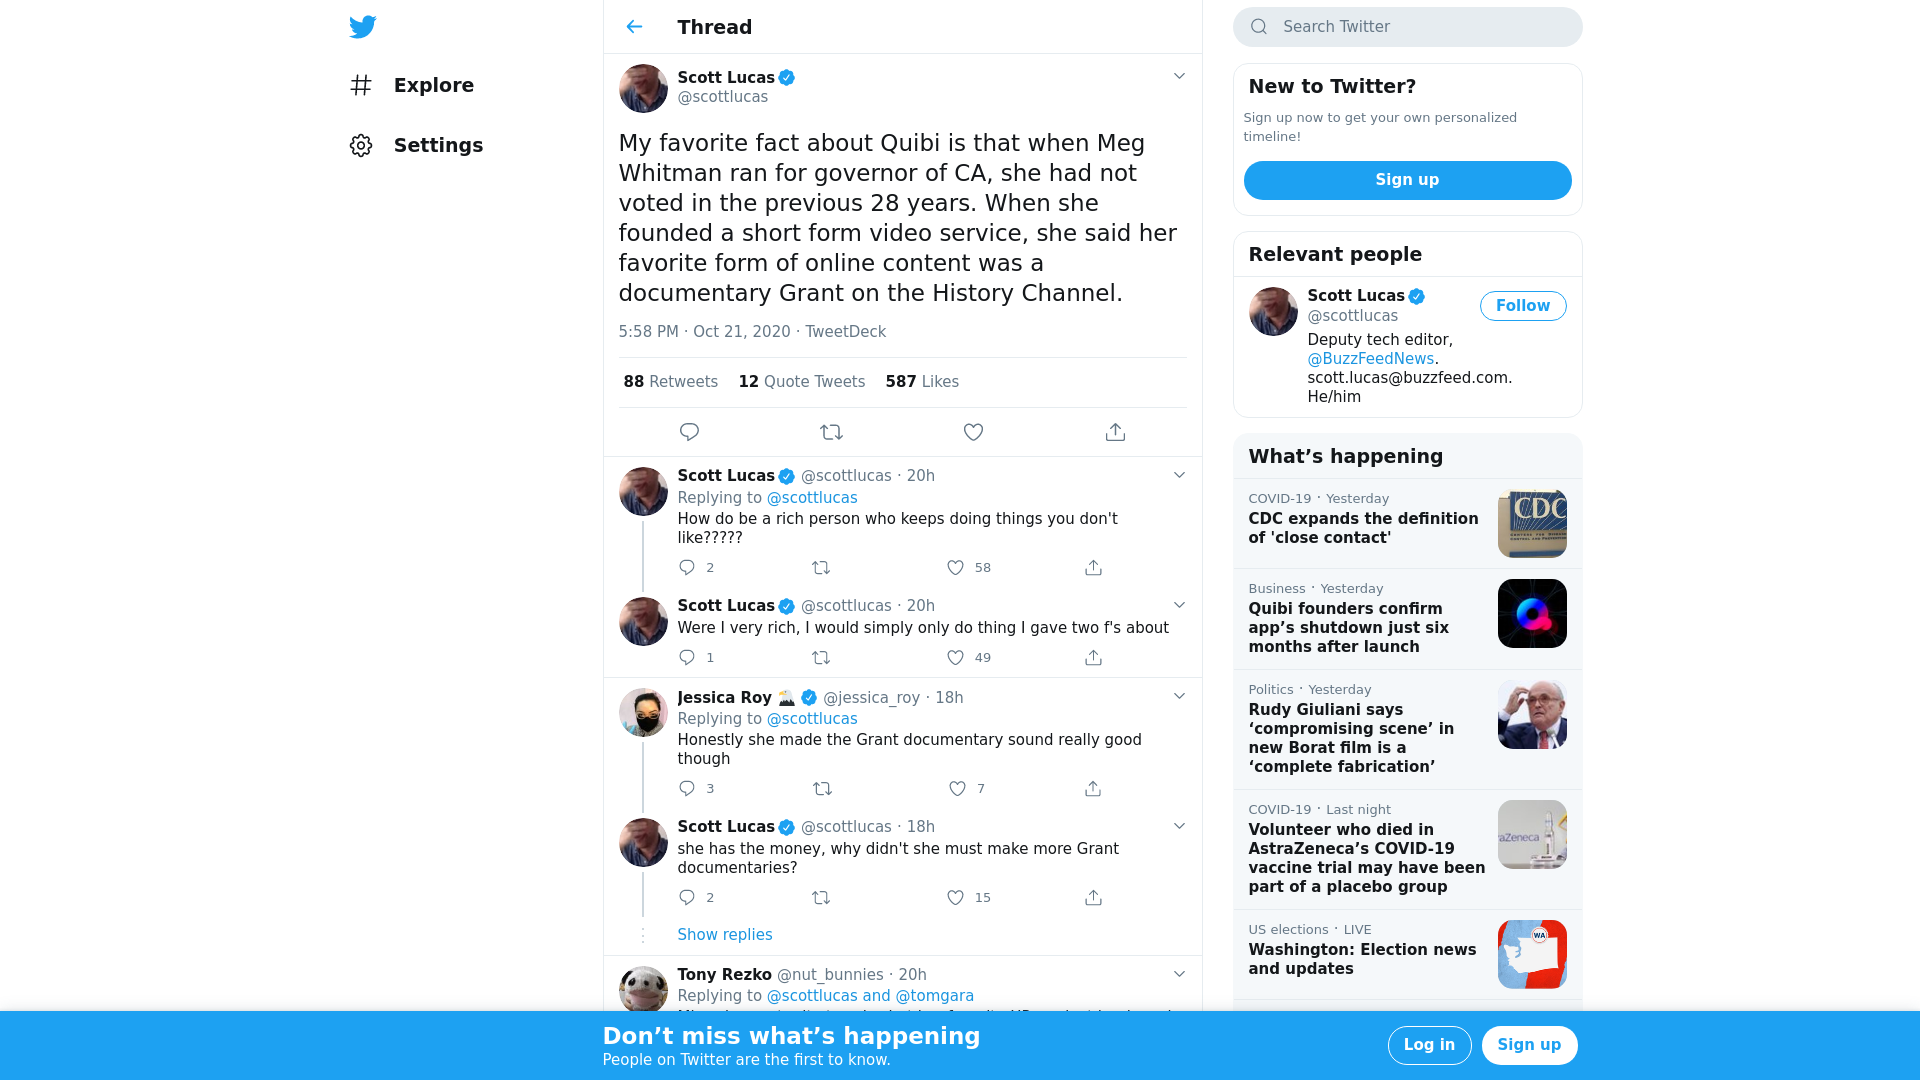 Explore
Settings
Thread
Scott Lucas
@scottlucas
My favorite fact about Quibi is that when Meg
Whitman ran for governor of CA, she had not
voted in the previous 28 years. When she
founded a short form video service, she said her
favorite form of online content was a
documentary Grant on the History Channel.
5:58 PM · Oct 21, 2020 · TweetDeck
88 Retweets 12 Quote Tweets 587 Likes
Scott Lucas @scottlucas · 20h
Replying to @scottlucas
How do be a rich person who keeps doing things you don't
like?????
2 58
Scott Lucas @scottlucas · 20h
Were I very rich, I would simply only do thing I gave two f's about
1 49
Jessica Roy @jessica_roy · 18h
Replying to @scottlucas
Honestly she made the Grant documentary sound really good
though
3 7
Scott Lucas @scottlucas · 18h
she has the money, why didn't she must make more Grant
documentaries?
2 15
Show replies
Tony Rezko @nut_bunnies · 20h
Replying to @scottlucas and @tomgara
Search Twitter
New to Twitter?
Sign up now to get your own personalized
timeline!
Sign up
Relevant people
Scott Lucas
@scottlucas
Follow
Deputy tech editor,
@BuzzFeedNews.
scott.lucas@buzzfeed.com.
He/him
What’s happening
COVID-19 · Yesterday
CDC expands the definition
of 'close contact'
CDC
Business · Yesterday
Quibi founders confirm
app’s shutdown just six
months after launch
Politics · Yesterday
Rudy Giuliani says
‘compromising scene’ in
new Borat film is a
‘complete fabrication’
COVID-19 · Last night
Volunteer who died in
AstraZeneca’s COVID-19
vaccine trial may have been
part of a placebo group
aZeneca
US elections · LIVE
Washington: Election news
and updates
WA
Don’t miss what’s happening
People on Twitter are the first to know.
Log in
Sign up